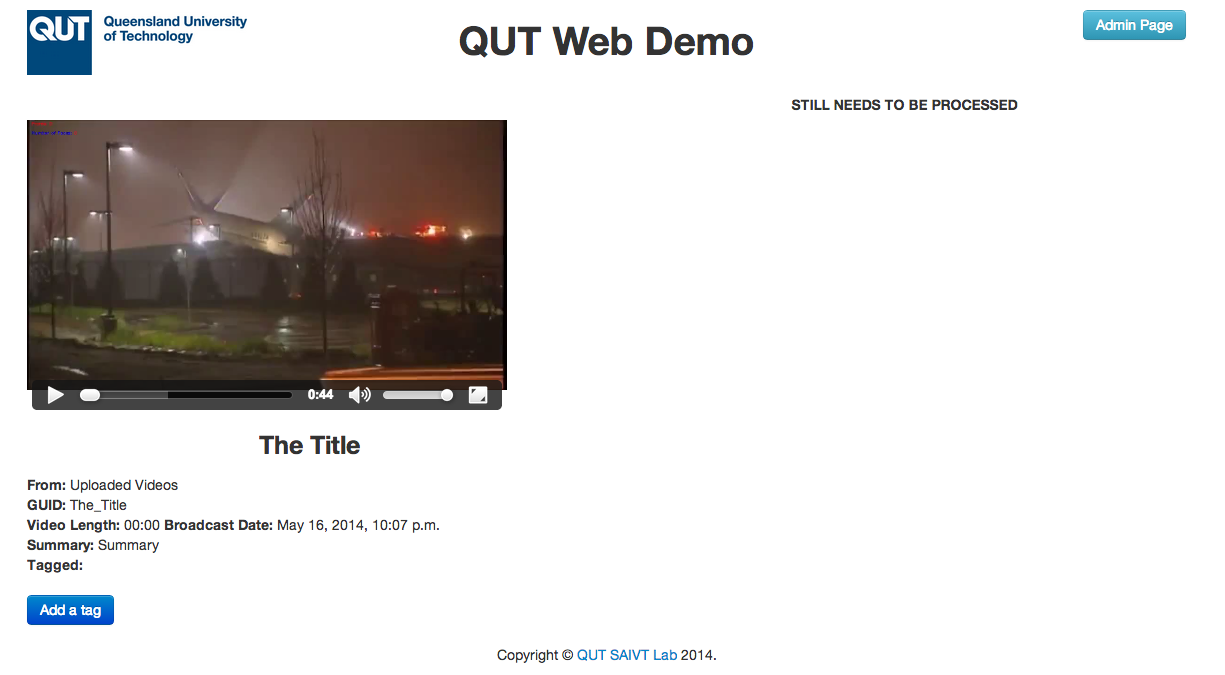 QUT
Queensland University
of Technology
QUT Web Demo
Admin Page
STILL NEEDS TO BE PROCESSED
0:44
The Title
From: Uploaded Videos
GUID: The_Title
Video Length: 00:00 Broadcast Date: May 16, 2014, 10:07 p.m.
Summary: Summary
Tagged:
Add a tag
Copyright © QUT SAIVT Lab 2014.